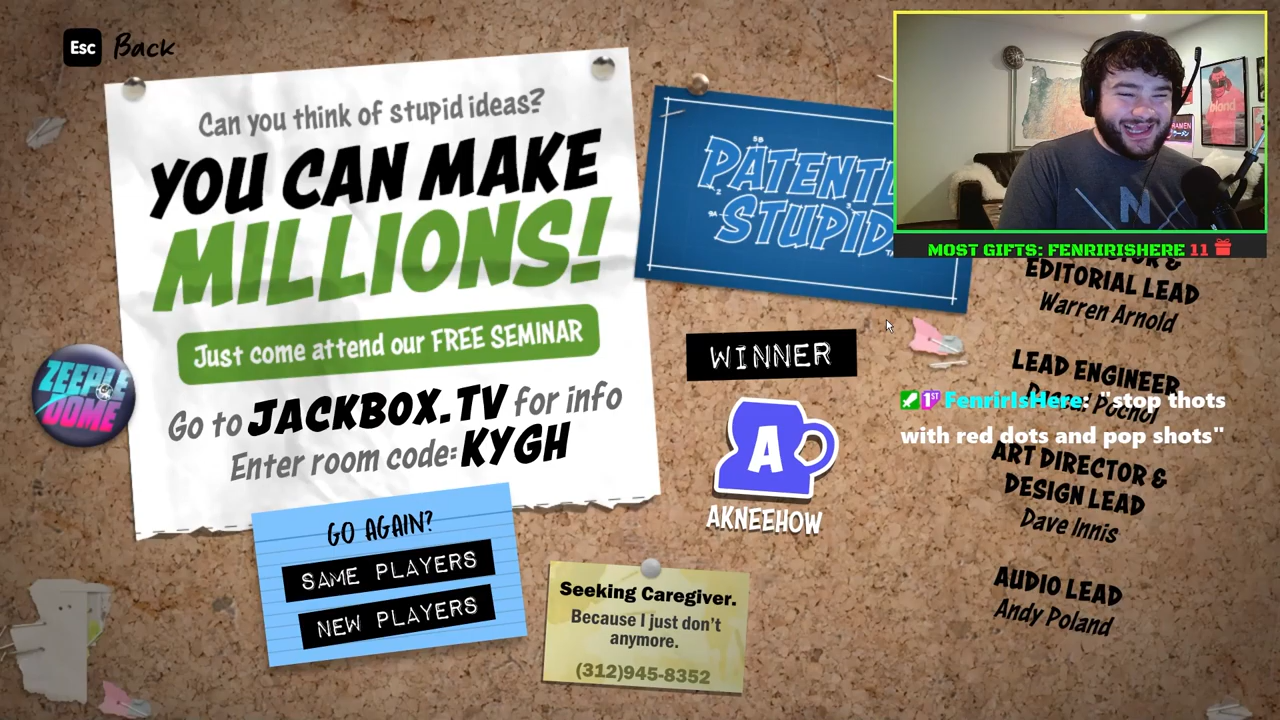 Esc Back
Can you think of stupid ideas?
YOU CAN MAKE
MILLIONS!
Just come attend our FREE SEMINAR
Go to JACKBOX.TV for info
Enter room code: KYGH
ZEEPLE
DOME
GO AGAIN?
SAME PLAYERS
NEW PLAYERS
PATENTL
STUPID
WINNER
A
AKNEEHOW
Seeking Caregiver.
Because I just don't
anymore.
(312)945-8352
blond
RAMEN
N
MOST GIFTS: FENRIRISHERE 11
EDITORIAL LEAD
Warren Arnold
LEAD ENGINEER
1ST FenrirIsHere: "stop thots
with red dots and pop shots"
ART DIRECTOR &
DESIGN LEAD
Dave Innis
AUDIO LEAD
Andy Poland